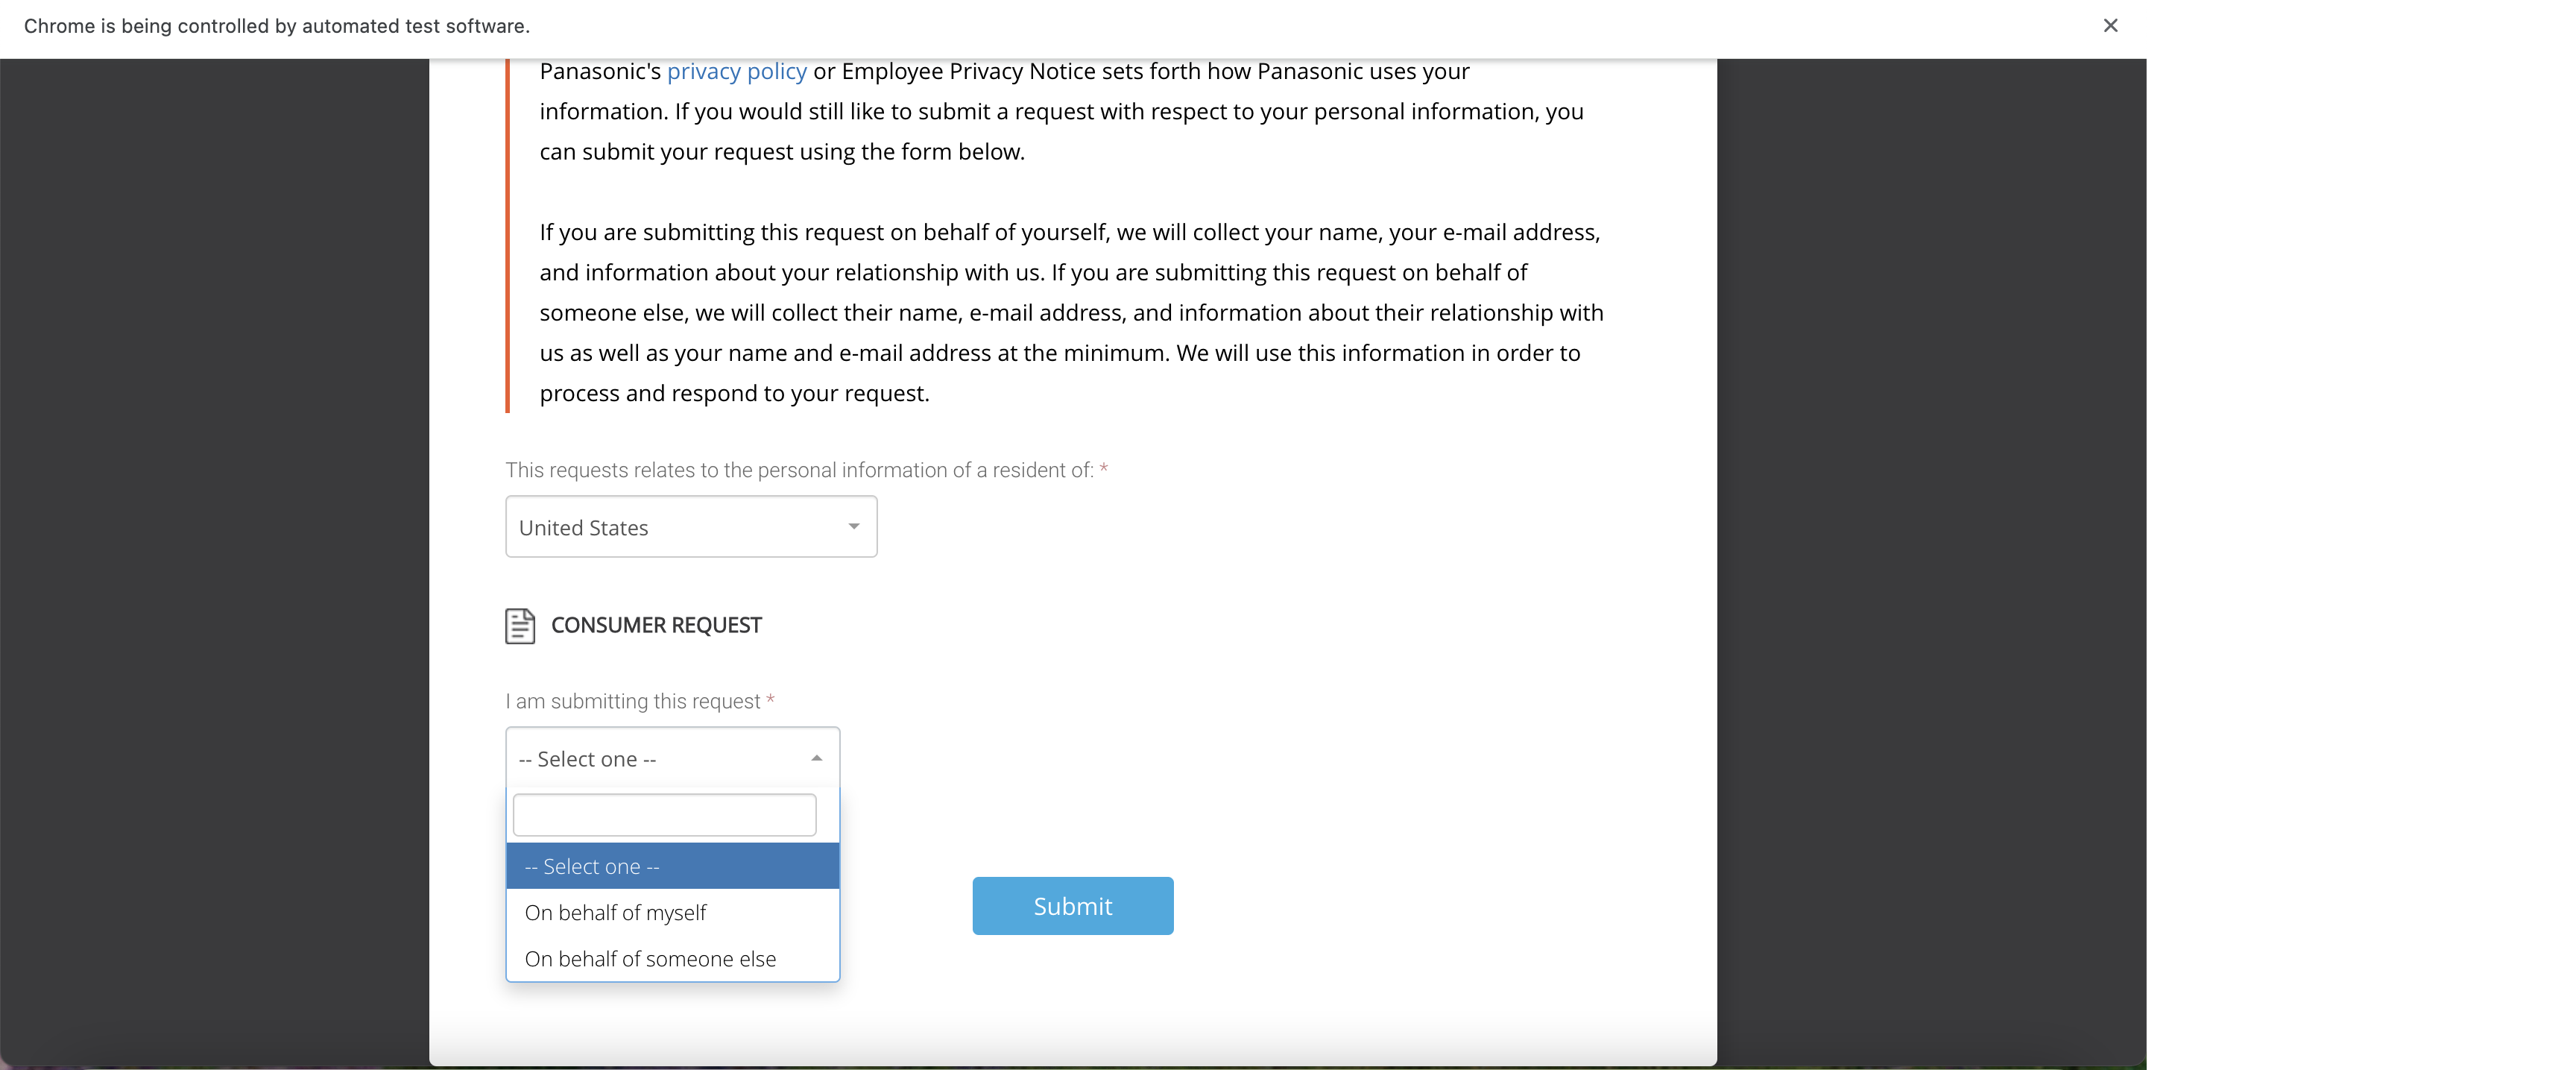 Chrome is being controlled by automated test software.
Panasonic's privacy policy or Employee Privacy Notice sets forth how Panasonic uses your
information. If you would still like to submit a request with respect to your personal information, you
can submit your request using the form below.
If you are submitting this request on behalf of yourself, we will collect your name, your e-mail address,
and information about your relationship with us. If you are submitting this request on behalf of
someone else, we will collect their name, e-mail address, and information about their relationship with
us as well as your name and e-mail address at the minimum. We will use this information in order to
process and respond to your request.
This requests relates to the personal information of a resident of: *
United States
CONSUMER REQUEST
I am submitting this request *
-- Select one --
-- Select one --
On behalf of myself
Submit
On behalf of someone else